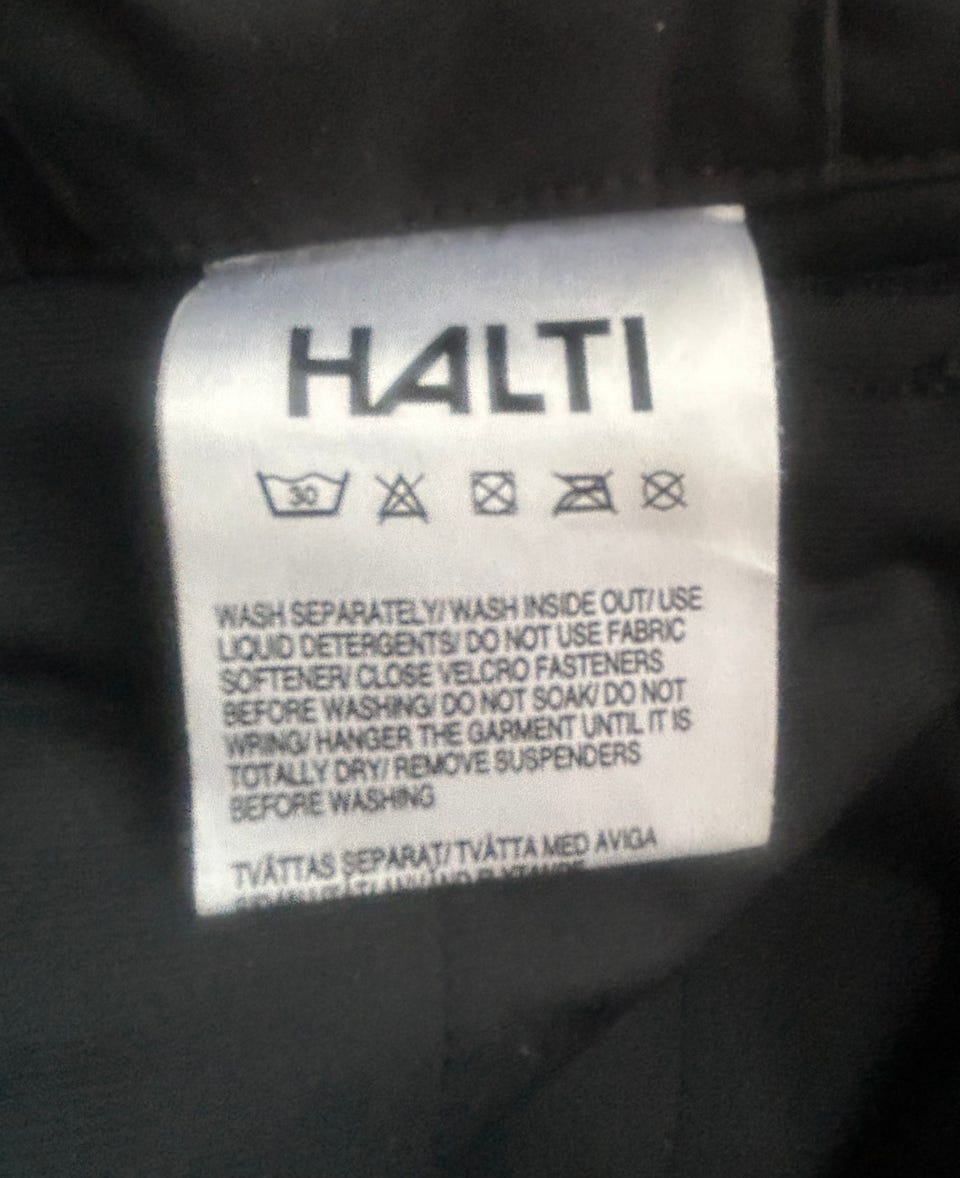 HALTI
30
WASH SEPARATELY/ WASH INSIDE OUT/ USE
LIQUID DETERGENTS/ DO NOT USE FABRIC
SOFTENER/ CLOSE VELCRO FASTENERS
BEFORE WASHING/ DO NOT SOAK/ DO NOT
WRING/ HANGER THE GARMENT UNTIL IT IS
TOTALLY DRY/ REMOVE SUSPENDERS
BEFORE WASHING
TVÄTTAS SEPARAT/ TVÄTTA MED AVIGA